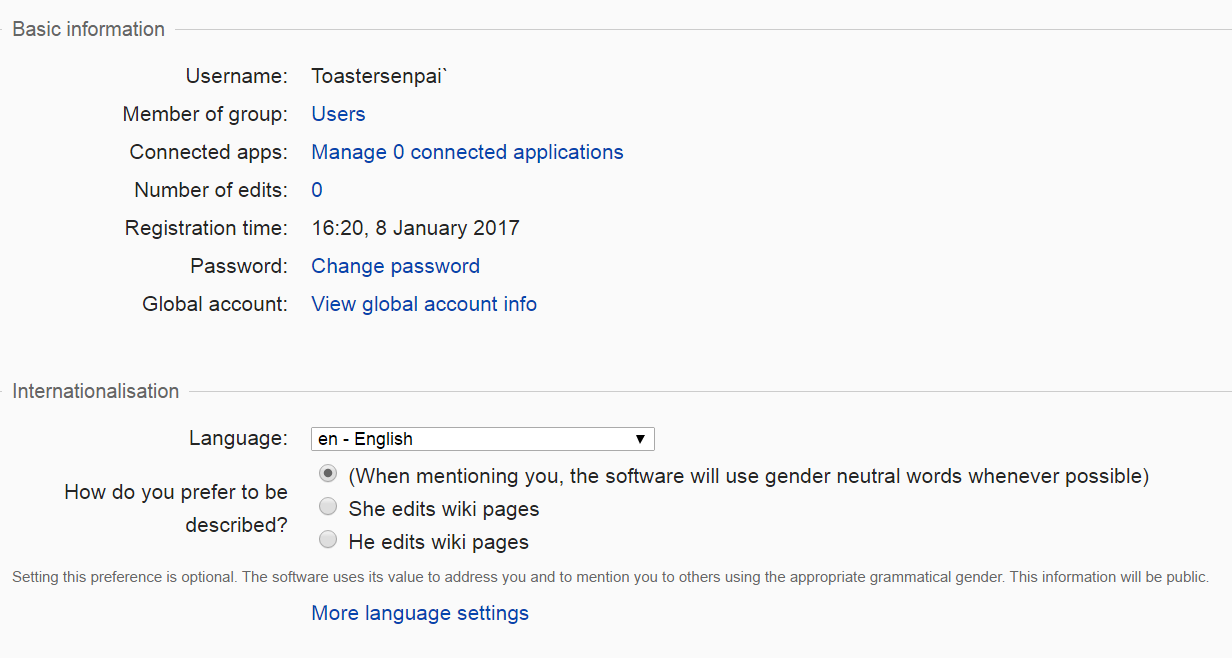 Basic information
Username: Toastersenpai`
Member of group: Users
Connected apps: Manage 0 connected applications
Number of edits: 0
Registration time: 16:20, 8 January 2017
Password: Change password
Global account: View global account info
Internationalisation
Language: en - English
How do you prefer to be described?
(When mentioning you, the software will use gender neutral words whenever possible)
She edits wiki pages
He edits wiki pages
Setting this preference is optional. The software uses its value to address you and to mention you to others using the appropriate grammatical gender. This information will be public.
More language settings